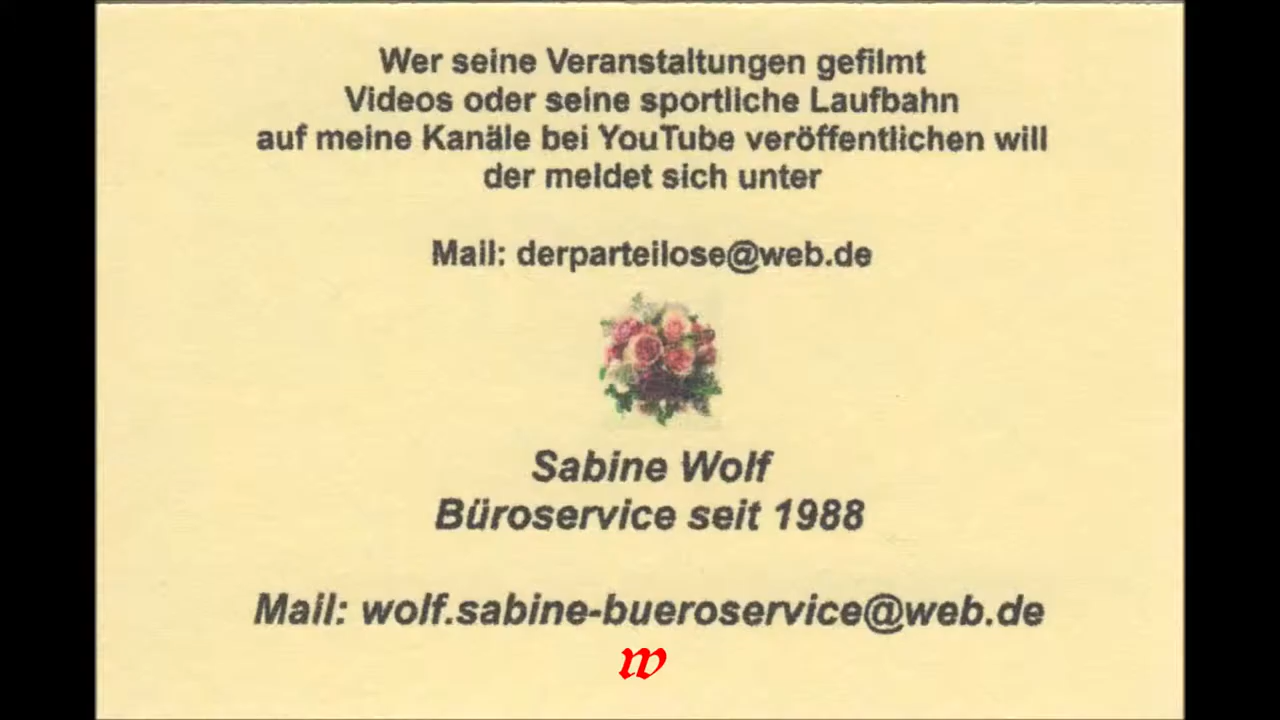 Wer seine Veranstaltungen gefilmt
Videos oder seine sportliche Laufbahn
auf meine Kanäle bei YouTube veröffentlichen will
der meldet sich unter
Mail: derparteilose@web.de
Sabine Wolf
Büroservice seit 1988
Mail: wolf.sabine-bueroservice@web.de
w